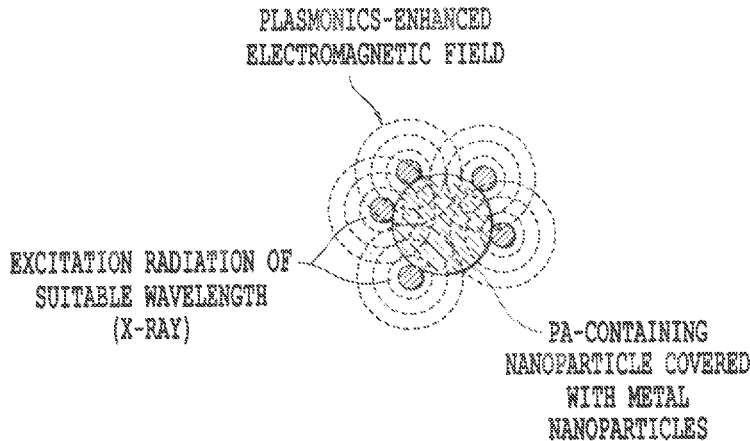 PLASMONICS-ENHANCED
ELECTROMAGNETIC FIELD
EXCITATION RADIATION OF
SUITABLE WAVELENGTH
(X-RAY)
PA-CONTAINING
NANOPARTICLE COVERED
WITH METAL
NANOPARTICLES